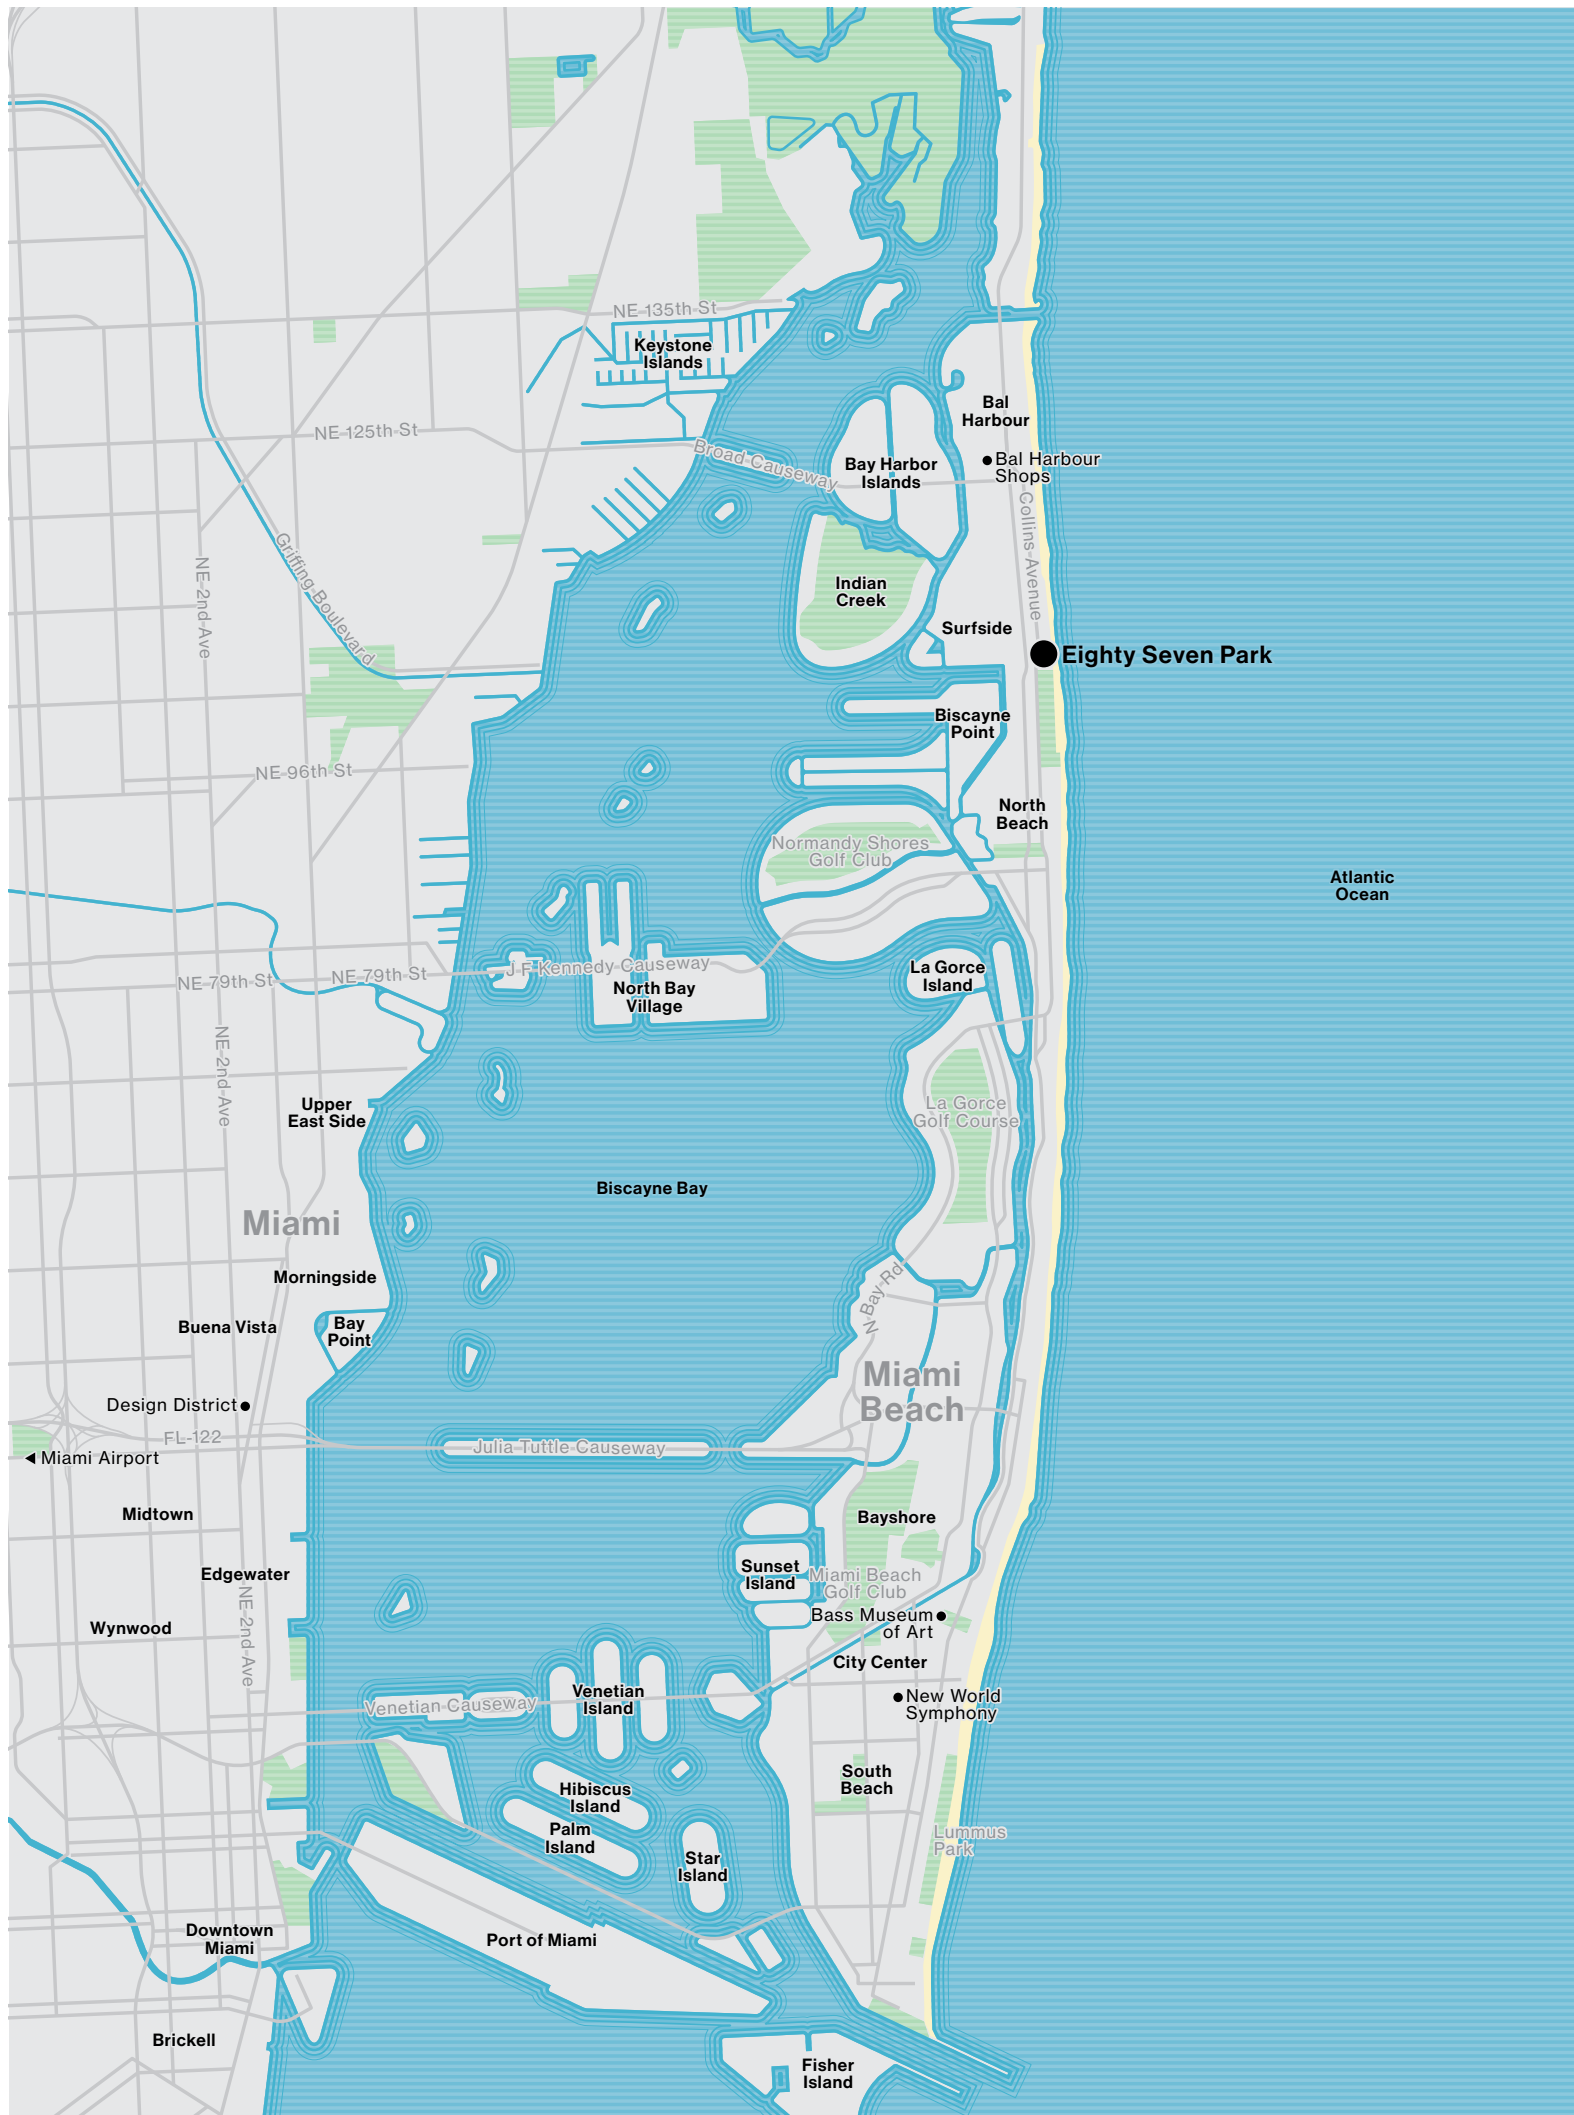 NE 135th St
Keystone
Islands
Bal
Harbour
NE 125th St
Broad Causeway
Bay Harbor
Islands
Bal Harbour
Shops
Collins Avenue
Griffing Boulevard
NE 2nd Ave
Indian
Creek
Surfside
Eighty Seven Park
Biscayne
Point
NE 96th St
North
Beach
Normandy Shores
Golf Club
Atlantic
Ocean
NE 79th St
NE 79th St
J F Kennedy Causeway
La Gorce
Island
North Bay
Village
NE 2nd Ave
Upper
East Side
La Gorce
Golf Course
Biscayne Bay
Miami
Morningside
N Bay Rd
Buena Vista
Bay
Point
Miami
Beach
Design District
FL-122
Julia Tuttle Causeway
Miami Airport
Midtown
Bayshore
Edgewater
Sunset
Island
Miami Beach
Golf Club
NE 2nd Ave
Wynwood
Bass Museum
of Art
City Center
Venetian Causeway
Venetian
Island
New World
Symphony
South
Beach
Hibiscus
Island
Palm
Island
Lummus
Park
Star
Island
Downtown
Miami
Port of Miami
Brickell
Fisher
Island